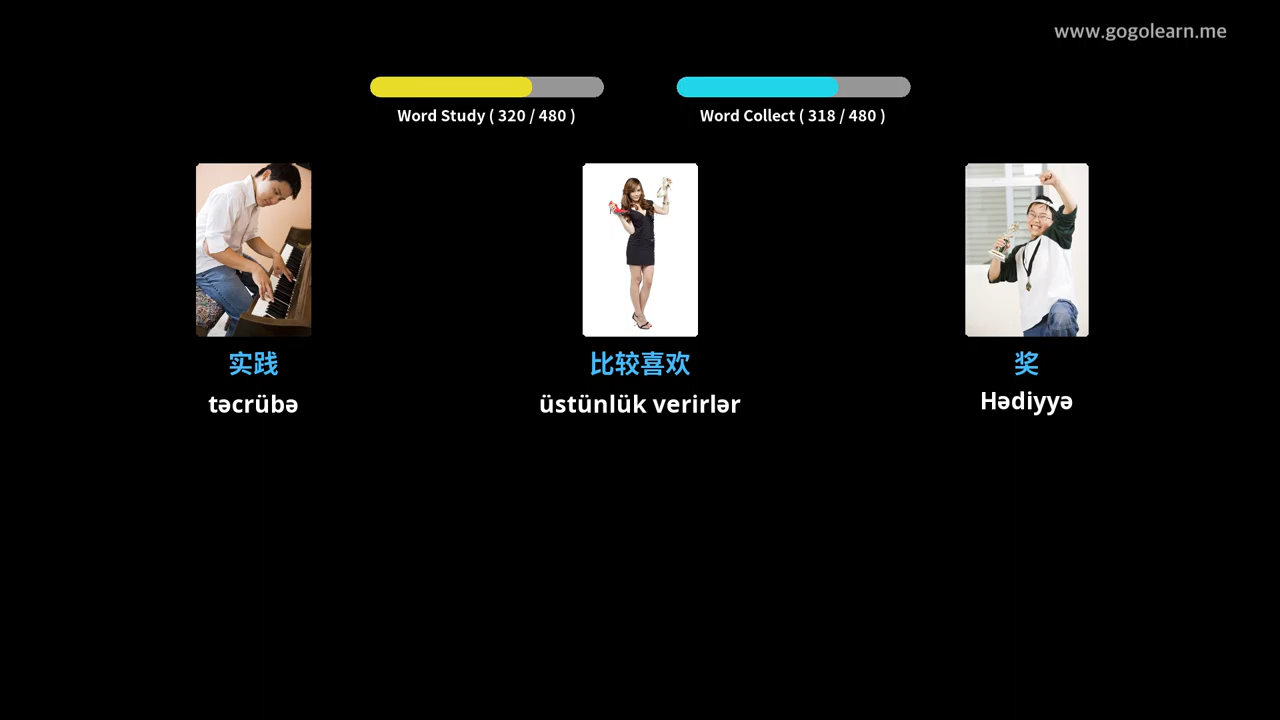 www.gogolearn.me
Word Study ( 320 / 480 )
Word Collect ( 318 / 480 )
实践
比较喜欢
奖
təcrübə
üstünlük verirlər
Hədiyyə